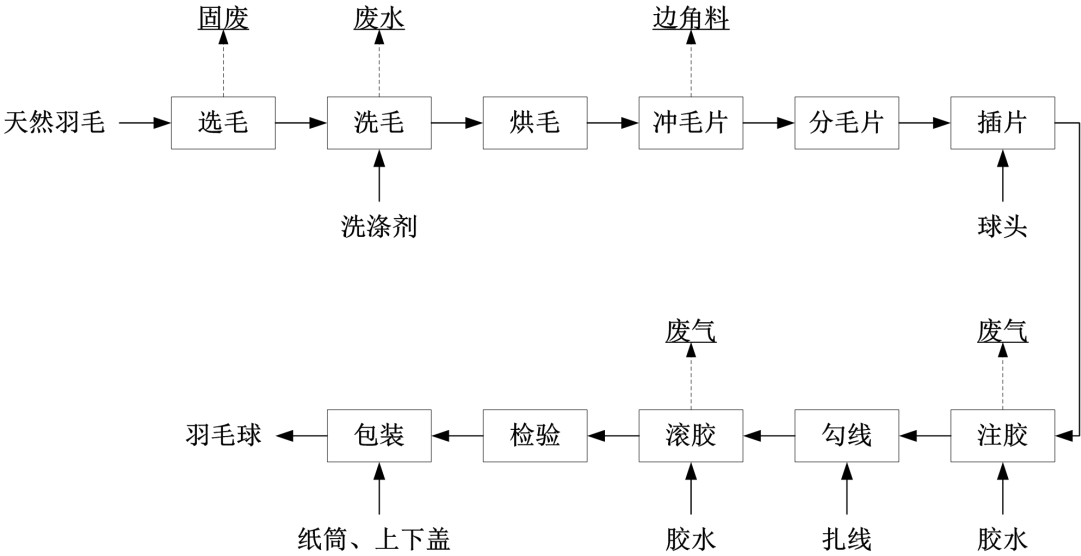 固废 废水 边角料
天然羽毛 选毛 洗毛 烘毛 冲毛片 分毛片 插片
洗涤剂 球头
废气 废气
羽毛球 包装 检验 滚胶 勾线 注胶
纸筒、上下盖 胶水 扎线 胶水